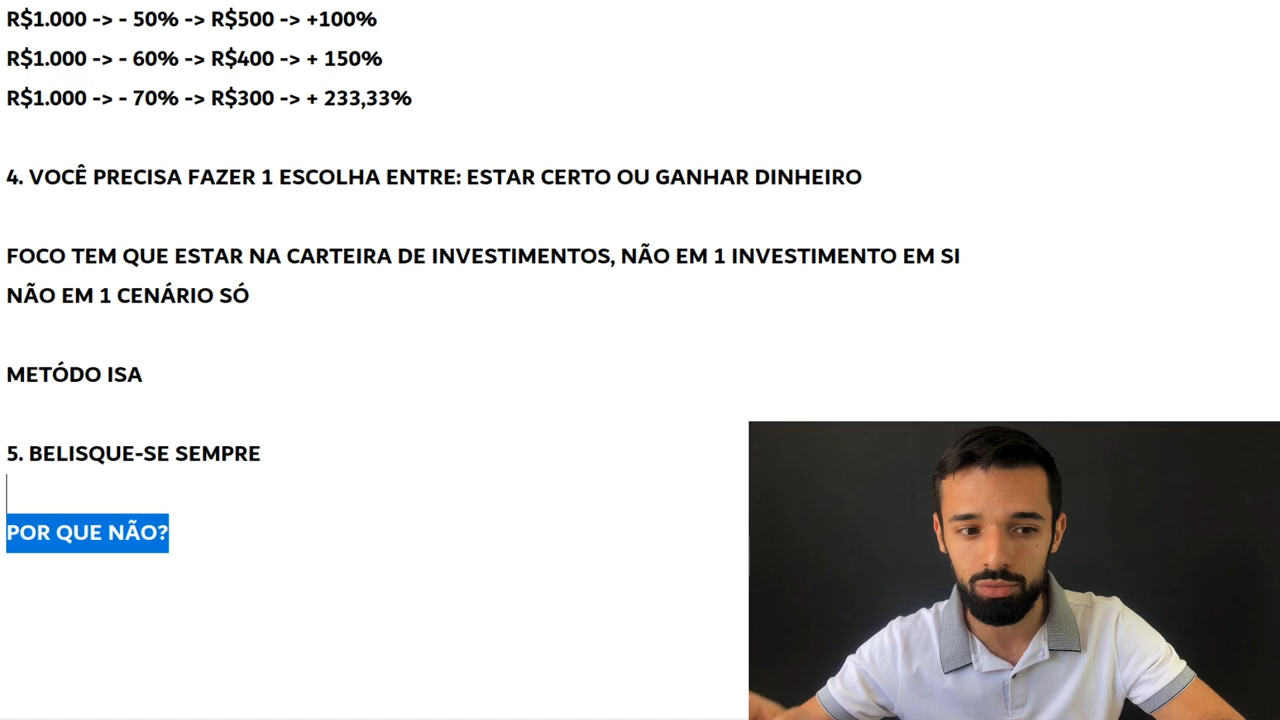 R$1.000 -> - 50% -> R$500 -> +100%
R$1.000 -> - 60% -> R$400 -> + 150%
R$1.000 -> - 70% -> R$300 -> + 233,33%
4. VOCÊ PRECISA FAZER 1 ESCOLHA ENTRE: ESTAR CERTO OU GANHAR DINHEIRO
FOCO TEM QUE ESTAR NA CARTEIRA DE INVESTIMENTOS, NÃO EM 1 INVESTIMENTO EM SI
NÃO EM 1 CENÁRIO SÓ
METÓDO ISA
5. BELISQUE-SE SEMPRE
POR QUE NÃO?